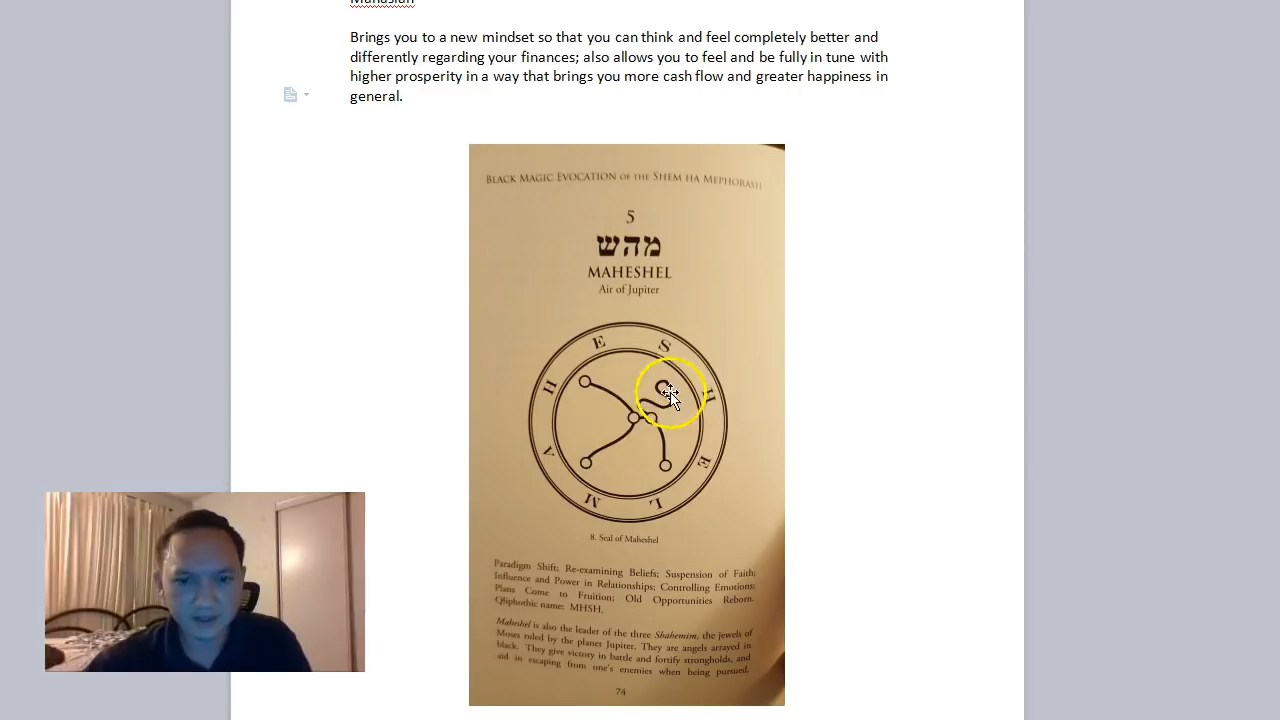 Mahasiah
Brings you to a new mindset so that you can think and feel completely better and
differently regarding your finances; also allows you to feel and be fully in tune with
higher prosperity in a way that brings you more cash flow and greater happiness in
general.
BLACK MAGIC EVOCATION OF THE SHEM HA MEPHORASH
5
מהש
MAHESHEL
Air of Jupiter
M A H E S H E L
8. Seal of Maheshel
Paradigm Shift; Re-examining Beliefs; Suspension of Faith;
Influence and Power in Relationships; Controlling Emotions;
Plans Come to Fruition; Old Opportunities Reborn.
Qliphothic name: MHSH.
Maheshel is also the leader of the three Shahemim, the jewels of
Moses ruled by the planet Jupiter. They are angels arrayed in
black. They give victory in battle and fortify strongholds, and
aid in escaping from one's enemies when being pursued.
74